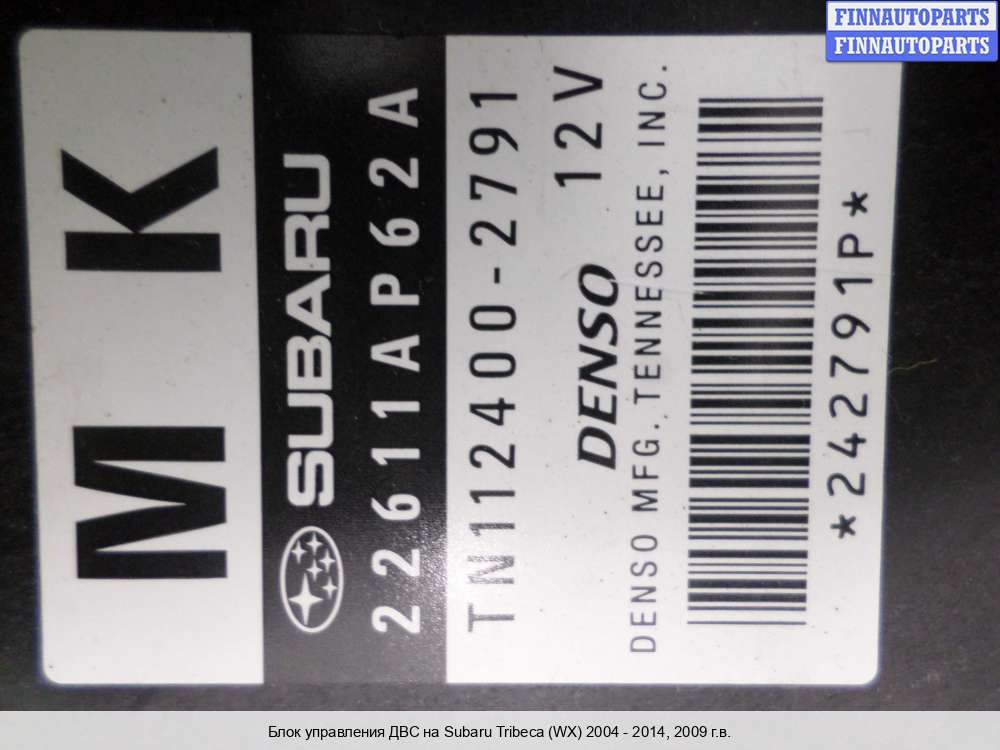 FINNAUTOPARTS
FINNAUTOPARTS
M K
SUBARU
22611AP62A
TN112400-2791
DENSO 12V
DENSO MFG. TENNESSEE, INC.
*242791P*
Блок управления ДВС на Subaru Tribeca (WX) 2004 - 2014, 2009 г.в.